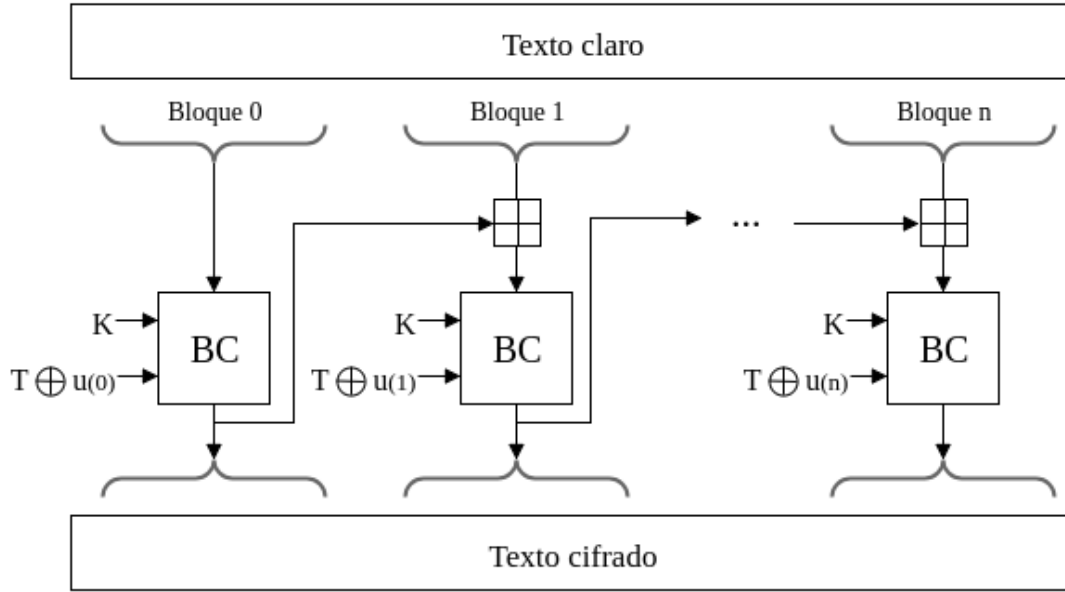 Texto claro
Bloque 0 Bloque 1 Bloque n
...
K K K
BC BC BC
T ⊕ u(0) T ⊕ u(1) T ⊕ u(n)
Texto cifrado